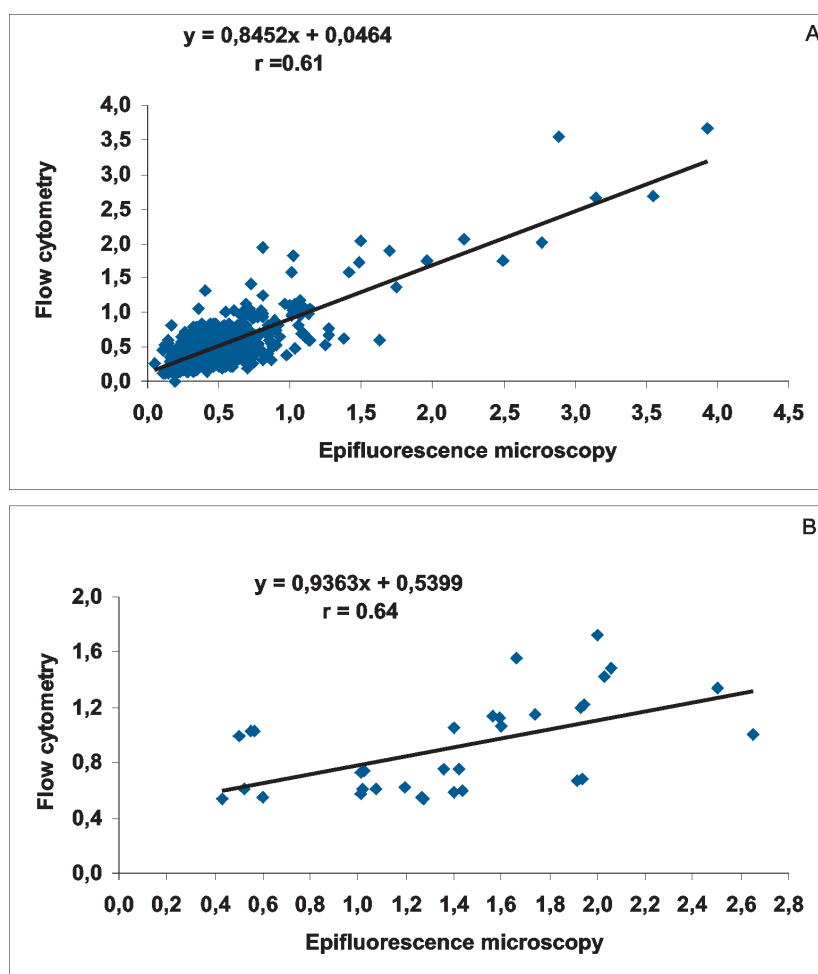 A
y = 0,8452x + 0,0464
r =0.61
4,0
3,5
3,0
2,5
2,0
1,5
1,0
0,5
0,0
Flow cytometry
0,0 0,5 1,0 1,5 2,0 2,5 3,0 3,5 4,0 4,5
Epifluorescence microscopy
B
y = 0,9363x + 0,5399
r = 0.64
2,0
1,6
1,2
0,8
0,4
0,0
Flow cytometry
0,0 0,2 0,4 0,6 0,8 1,0 1,2 1,4 1,6 1,8 2,0 2,2 2,4 2,6 2,8
Epifluorescence microscopy